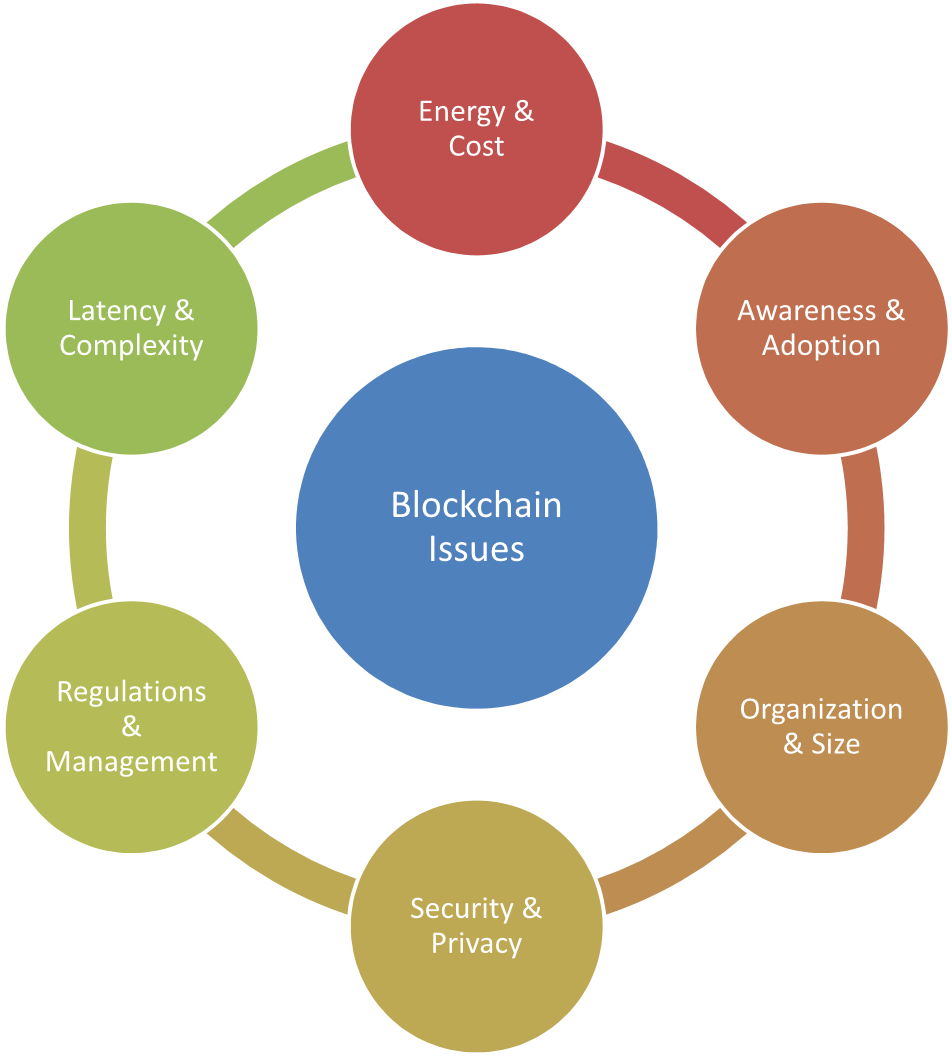 Energy &
Cost
Awareness &
Adoption
Organization
& Size
Security &
Privacy
Regulations
&
Management
Latency &
Complexity
Blockchain
Issues